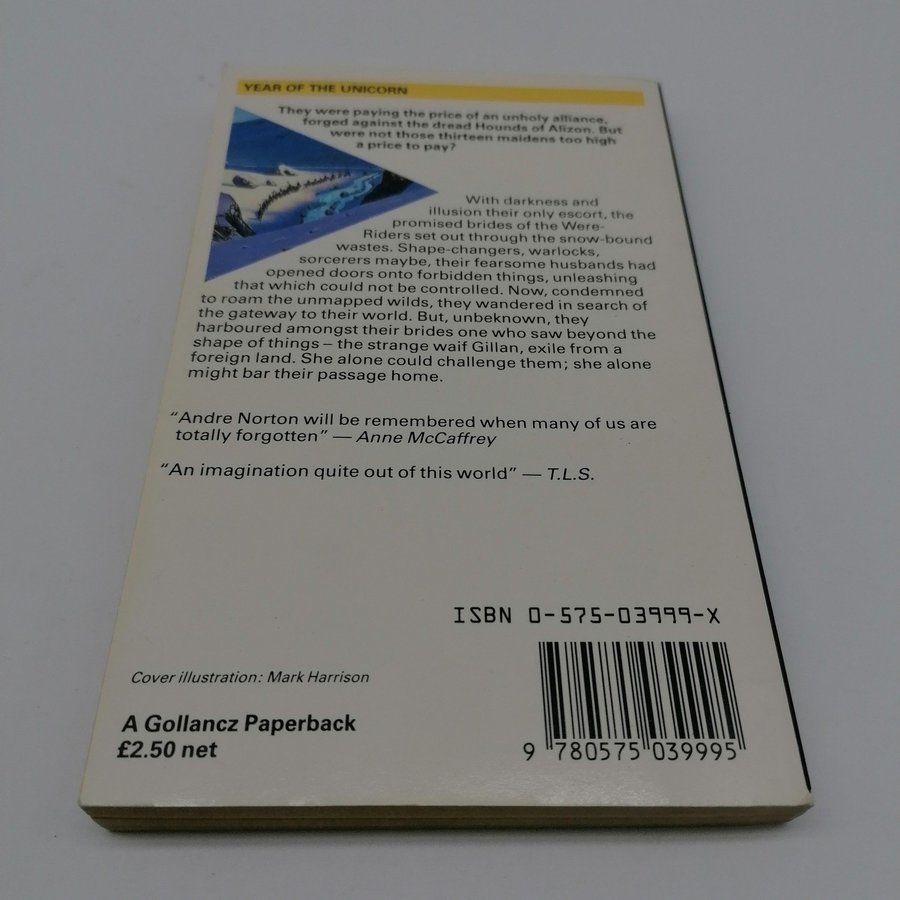 YEAR OF THE UNICORN
They were paying the price of an unholy alliance,
forged against the dread Hounds of Alizon. But
were not those thirteen maidens too high
a price to pay?
With darkness and
illusion their only escort, the
promised brides of the Were-
Riders set out through the snow-bound
wastes. Shape-changers, warlocks,
sorcerers maybe, their fearsome husbands had
opened doors onto forbidden things, unleashing
that which could not be controlled. Now, condemned
to roam the unmapped wilds, they wandered in search of
the gateway to their world. But, unbeknown, they
harboured amongst their brides one who saw beyond the
shape of things – the strange waif Gillan, exile from a
foreign land. She alone could challenge them; she alone
might bar their passage home.
“Andre Norton will be remembered when many of us are
totally forgotten” — Anne McCaffrey
“An imagination quite out of this world” — T.L.S.
ISBN 0-575-03999-X
Cover illustration: Mark Harrison
A Gollancz Paperback
£2.50 net
9 780575 039995